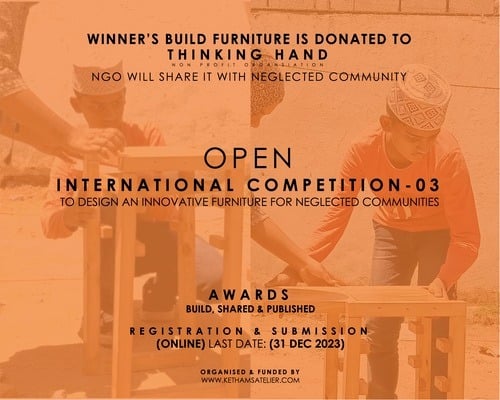 WINNER'S BUILD FURNITURE IS DONATED TO
THINKING HAND
NON PROFIT ORGANSIATION
NGO WILL SHARE IT WITH NEGLECTED COMMUNITY
OPEN
INTERNATIONAL COMPETITION-03
TO DESIGN AN INNOVATIVE FURNITURE FOR NEGLECTED COMMUNITIES
AWARDS
BUILD, SHARED & PUBLISHED
REGISTRATION & SUBMISSION
(ONLINE) LAST DATE: (31 DEC 2023)
ORGANISED & FUNDED BY
WWW.KETHAMSATELIER.COM